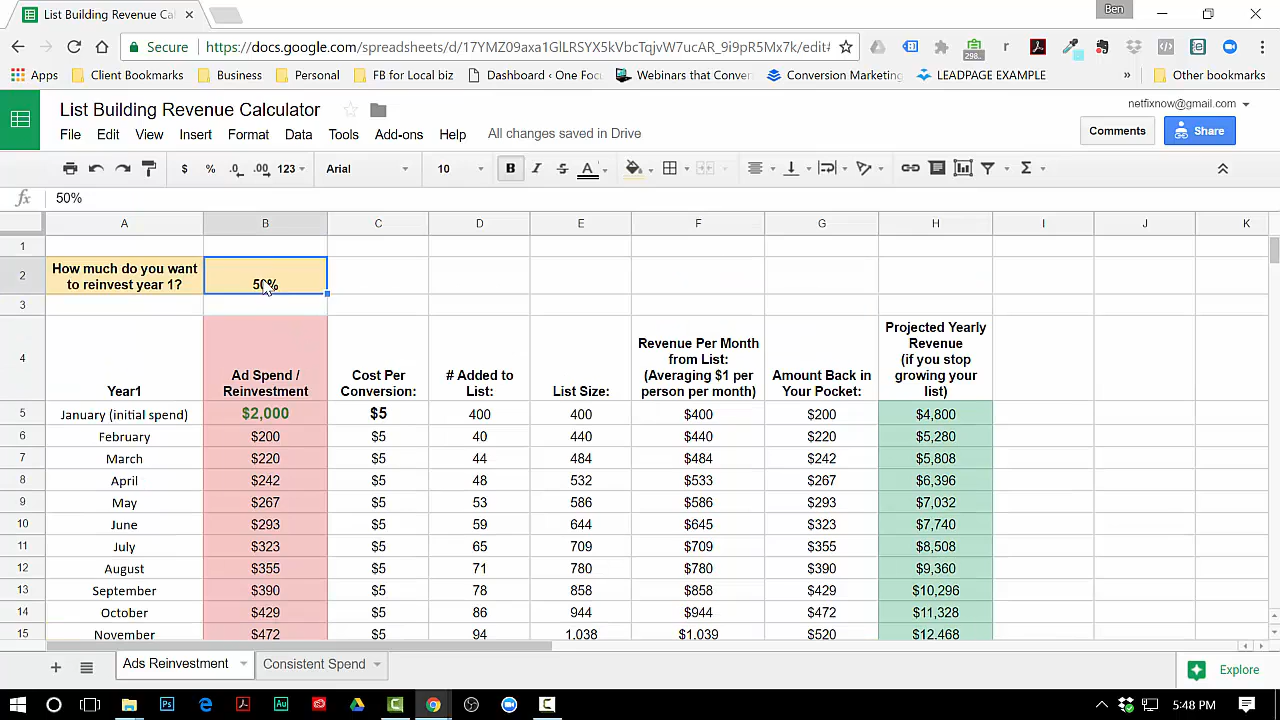 List Building Revenue Cal
Ben
Secure
https://docs.google.com/spreadsheets/d/17YMZ09axa1GlLRSYX5kVbcTqjvW7ucAR_9i9pt5Mx7k/edit#
298
r
Apps
Client Bookmarks
Business
Personal
FB for Local biz
Dashboard ‹ One Foc
Webinars that Conver
Conversion Marketing
LEADPAGE EXAMPLE
»
Other bookmarks
List Building Revenue Calculator
netfixnow@gmail.com
File Edit View Insert Format Data Tools Add-ons Help All changes saved in Drive
Comments
Share
$ % .0 .00 123 Arial 10 B I S A Σ
fx 50%
A B C D E F G H I J K
1
2 How much do you want to reinvest year 1? 50%
3
4 Year1 Ad Spend / Reinvestment Cost Per Conversion: # Added to List: List Size: Revenue Per Month from List: (Averaging $1 per person per month) Amount Back in Your Pocket: Projected Yearly Revenue (if you stop growing your list)
5 January (initial spend) $2,000 $5 400 400 $400 $200 $4,800
6 February $200 $5 40 440 $440 $220 $5,280
7 March $220 $5 44 484 $484 $242 $5,808
8 April $242 $5 48 532 $533 $267 $6,396
9 May $267 $5 53 586 $586 $293 $7,032
10 June $293 $5 59 644 $645 $323 $7,740
11 July $323 $5 65 709 $709 $355 $8,508
12 August $355 $5 71 780 $780 $390 $9,360
13 September $390 $5 78 858 $858 $429 $10,296
14 October $429 $5 86 944 $944 $472 $11,328
15 November $472 $5 94 1,038 $1,039 $520 $12,468
Ads Reinvestment
Consistent Spend
Explore
5:48 PM